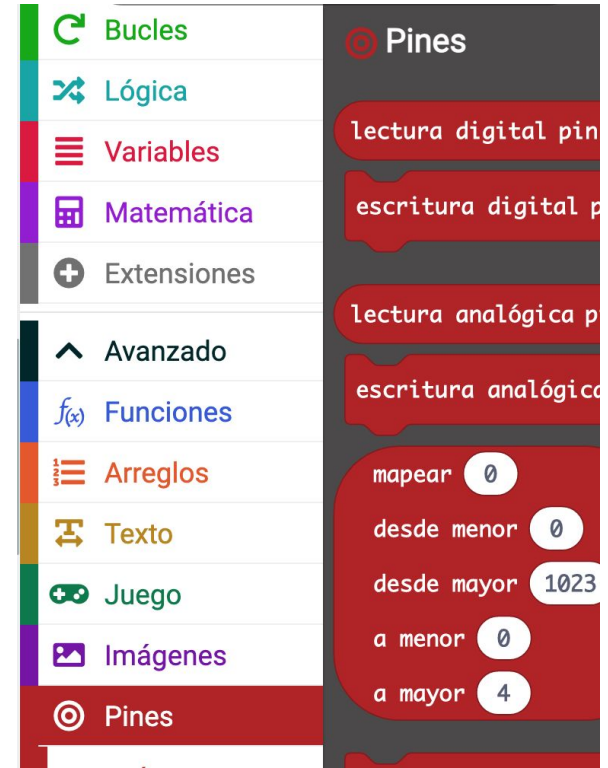 Bucles
Lógica
Variables
Matemática
Extensiones
Avanzado
f(x) Funciones
Arreglos
Texto
Juego
Imágenes
Pines
Pines
lectura digital pin
escritura digital p
lectura analógica p
escritura analógica
mapear 0
desde menor 0
desde mayor 1023
a menor 0
a mayor 4